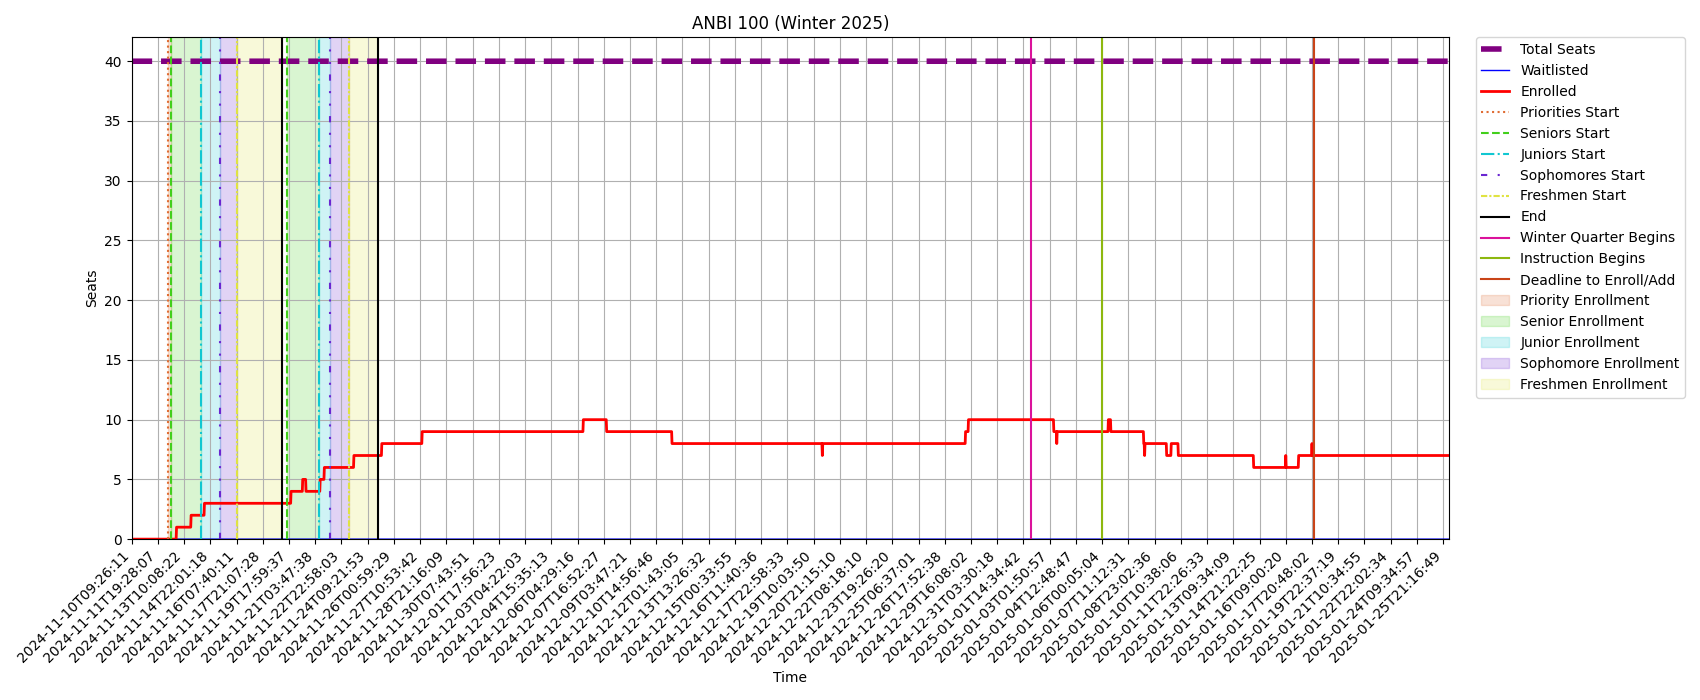 ANBI 100 (Winter 2025)
Seats
40
35
30
25
20
15
10
5
0
2024-11-10T09:26:11
2024-11-11T19:28:07
2024-11-13T10:08:22
2024-11-14T22:01:18
2024-11-16T07:40:11
2024-11-17T21:07:28
2024-11-19T17:59:37
2024-11-21T03:47:38
2024-11-22T22:58:03
2024-11-24T09:21:53
2024-11-26T00:59:29
2024-11-27T10:53:42
2024-11-28T21:16:09
2024-11-30T07:43:51
2024-12-01T17:56:23
2024-12-03T04:22:03
2024-12-04T15:35:13
2024-12-06T04:29:16
2024-12-07T16:52:27
2024-12-09T03:47:21
2024-12-10T14:56:46
2024-12-12T01:43:05
2024-12-13T13:26:32
2024-12-15T00:33:55
2024-12-16T11:40:36
2024-12-17T22:58:33
2024-12-19T10:03:50
2024-12-20T21:15:10
2024-12-22T08:18:10
2024-12-23T19:26:20
2024-12-25T06:37:01
2024-12-26T17:52:38
2024-12-29T16:08:02
2024-12-31T03:30:18
2025-01-01T14:34:42
2025-01-03T01:50:57
2025-01-04T12:48:47
2025-01-06T00:05:04
2025-01-07T11:12:31
2025-01-08T23:02:36
2025-01-10T10:38:06
2025-01-11T22:26:33
2025-01-13T09:34:09
2025-01-14T21:22:25
2025-01-16T09:00:20
2025-01-17T20:48:02
2025-01-19T22:37:19
2025-01-21T10:34:55
2025-01-22T22:02:34
2025-01-24T09:34:57
2025-01-25T21:16:49
Time
Total Seats
Waitlisted
Enrolled
Priorities Start
Seniors Start
Juniors Start
Sophomores Start
Freshmen Start
End
Winter Quarter Begins
Instruction Begins
Deadline to Enroll/Add
Priority Enrollment
Senior Enrollment
Junior Enrollment
Sophomore Enrollment
Freshmen Enrollment